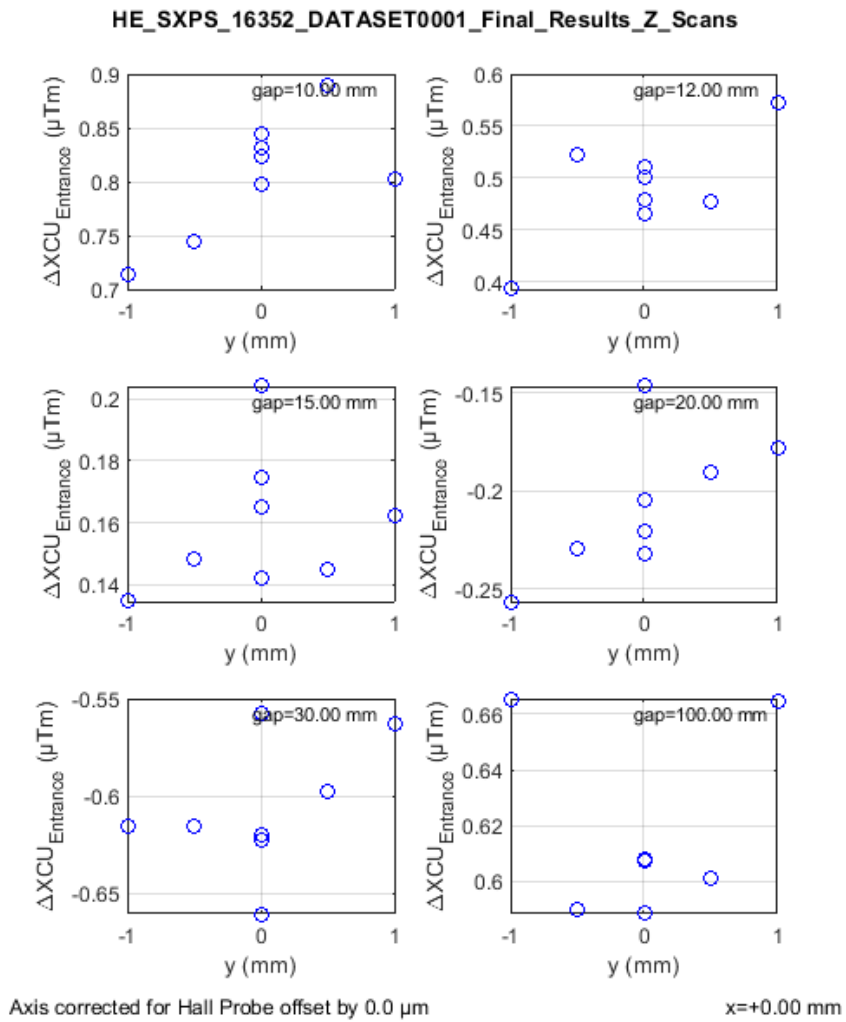 HE_SXPS_16352_DATASET0001_Final_Results_Z_Scans
0.9
0.85
0.8
0.75
0.7
-1
0
1
y (mm)
ΔXCU_Entrance (µTm)
gap=10.00 mm
0.6
0.55
0.5
0.45
0.4
-1
0
1
y (mm)
ΔXCU_Entrance (µTm)
gap=12.00 mm
0.2
0.18
0.16
0.14
-1
0
1
y (mm)
ΔXCU_Entrance (µTm)
gap=15.00 mm
-0.15
-0.2
-0.25
-1
0
1
y (mm)
ΔXCU_Entrance (µTm)
gap=20.00 mm
-0.55
-0.6
-0.65
-1
0
1
y (mm)
ΔXCU_Entrance (µTm)
gap=30.00 mm
0.66
0.64
0.62
0.6
-1
0
1
y (mm)
ΔXCU_Entrance (µTm)
gap=100.00 mm
Axis corrected for Hall Probe offset by 0.0 µm
x=+0.00 mm